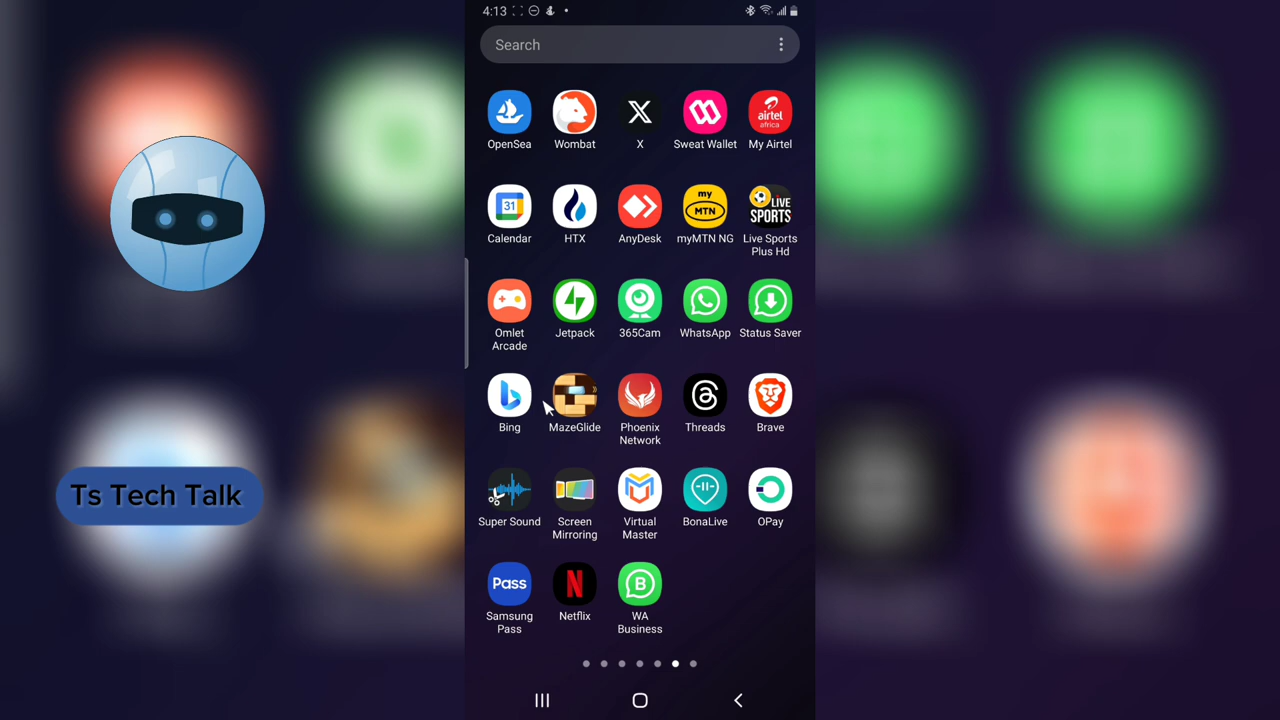 4:13
Search
OpenSea
Wombat
X
Sweat Wallet
My Airtel
airtel
africa
Calendar
31
HTX
AnyDesk
my
MTN
myMTN NG
LIVE
SPORTS
Live Sports
Plus Hd
Omlet
Arcade
Jetpack
365Cam
WhatsApp
Status Saver
Bing
MazeGlide
Phoenix
Network
Threads
Brave
Ts Tech Talk
Super Sound
Screen
Mirroring
Virtual
Master
BonaLive
OPay
Pass
Samsung
Pass
Netflix
B
WA
Business